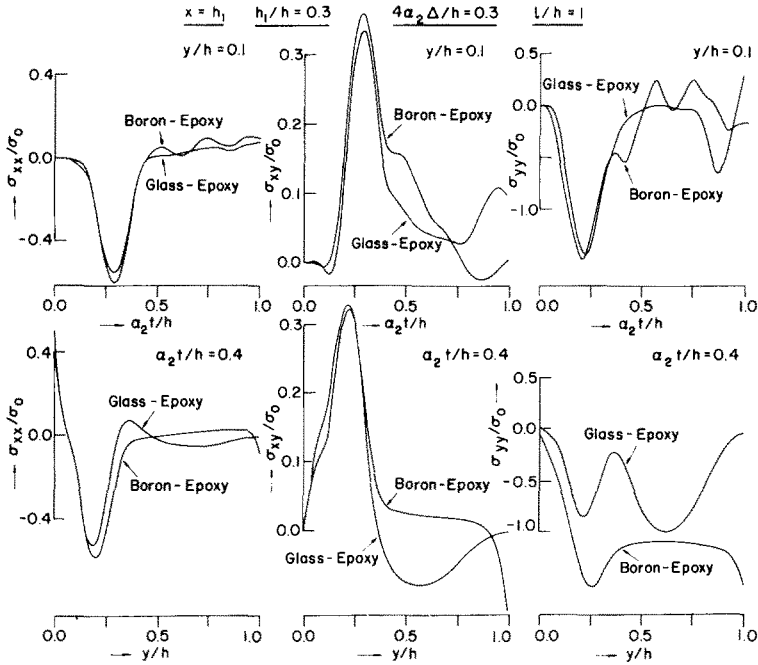 x = h₁ h₁/h = 0.3 4α₂Δ/h = 0.3 l/h = 1
y/h = 0.1
0.4
0.0
-0.4
σxx/σ₀
Boron-Epoxy
Glass-Epoxy
0.0 0.5 1.0
α₂t/h
y/h = 0.1
0.3
0.2
0.1
0.0
σxy/σ₀
Boron-Epoxy
Glass-Epoxy
0.0 0.5 1.0
α₂t/h
y/h = 0.1
0.5
0.0
-0.5
-1.0
σyy/σ₀
Glass-Epoxy
Boron-Epoxy
0.0 0.5 1.0
α₂t/h
α₂t/h = 0.4
0.4
0.0
-0.4
σxx/σ₀
Glass-Epoxy
Boron-Epoxy
0.0 0.5 1.0
y/h
α₂t/h = 0.4
0.3
0.2
0.1
0.0
σxy/σ₀
Boron-Epoxy
Glass-Epoxy
0.0 0.5 1.0
y/h
α₂t/h = 0.4
0.5
0.0
-0.5
-1.0
σyy/σ₀
Glass-Epoxy
Boron-Epoxy
0.0 0.5 1.0
y/h